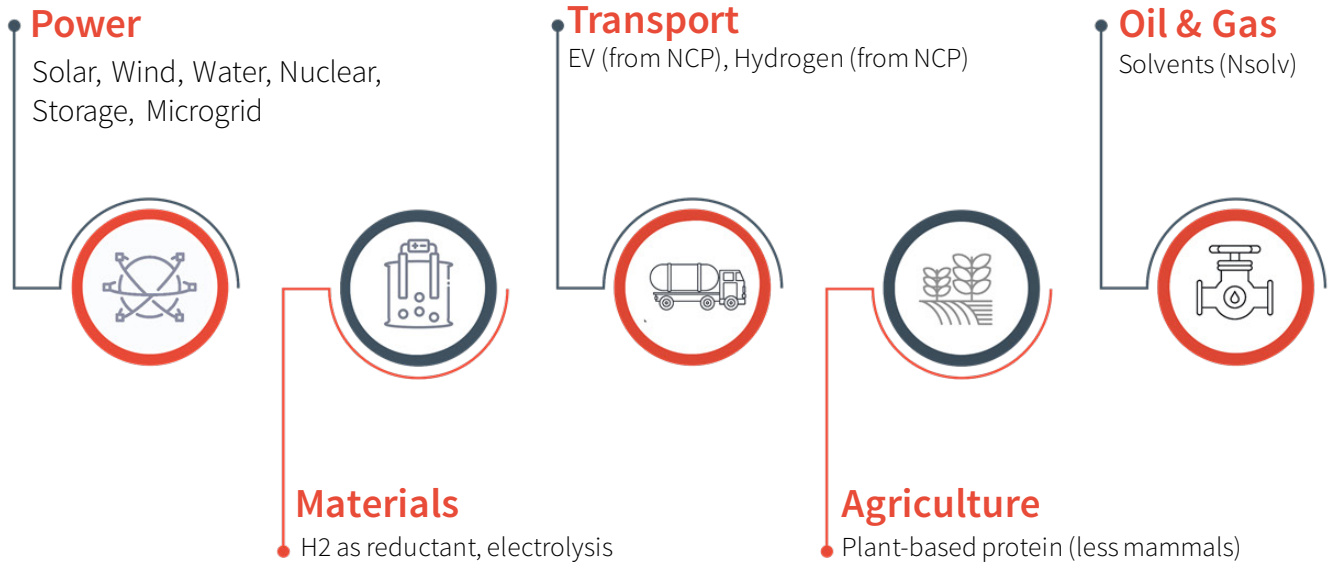 Power
Solar, Wind, Water, Nuclear,
Storage, Microgrid
Transport
EV (from NCP), Hydrogen (from NCP)
Oil & Gas
Solvents (Nsolv)
Materials
H2 as reductant, electrolysis
Agriculture
Plant-based protein (less mammals)